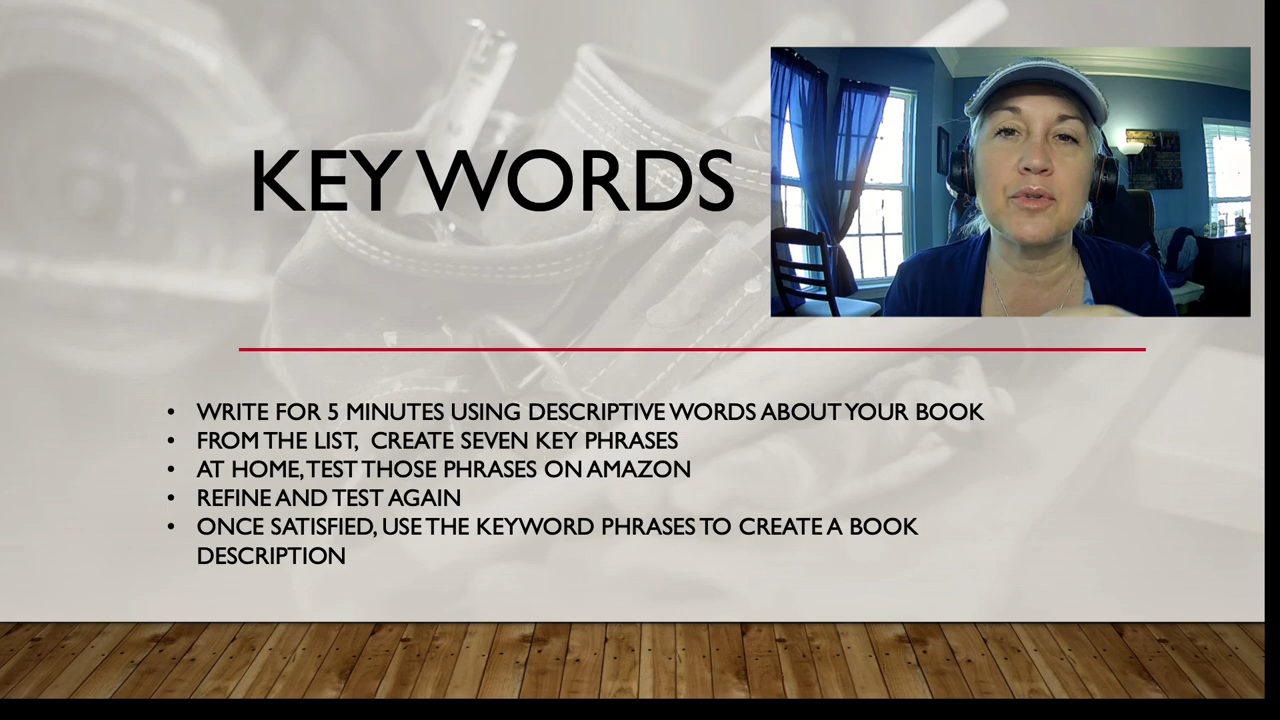 KEY WORDS
• WRITE FOR 5 MINUTES USING DESCRIPTIVE WORDS ABOUT YOUR BOOK
• FROM THE LIST, CREATE SEVEN KEY PHRASES
• AT HOME, TEST THOSE PHRASES ON AMAZON
• REFINE AND TEST AGAIN
• ONCE SATISFIED, USE THE KEYWORD PHRASES TO CREATE A BOOK
DESCRIPTION